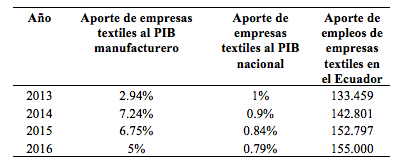 Año Aporte de empresas Aporte de Aporte de
textiles al PIB empresas empleos de
manufacturero textiles al PIB empresas
nacional textiles en
el Ecuador
2013 2.94% 1% 133.459
2014 7.24% 0.9% 142.801
2015 6.75% 0.84% 152.797
2016 5% 0.79% 155.000